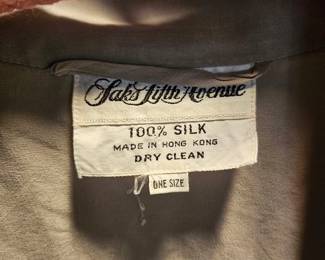 Saks Fifth Avenue
100% SILK
MADE IN HONG KONG
DRY CLEAN
ONE SIZE